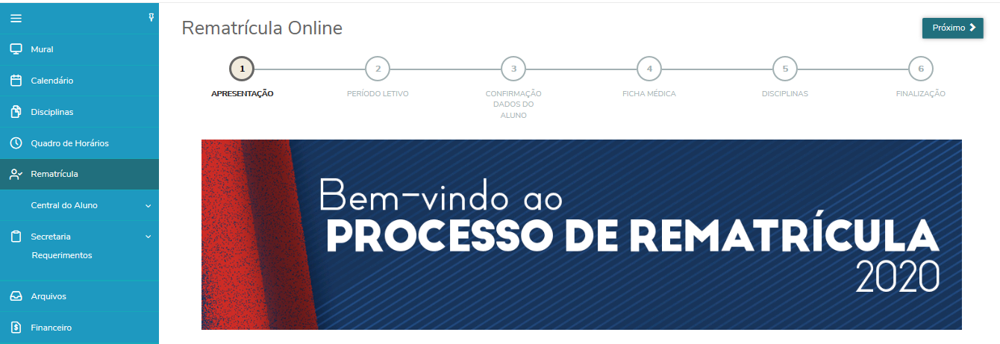 Rematrícula Online
Próximo
Mural
Calendário
Disciplinas
Quadro de Horários
Rematrícula
Central do Aluno
Secretaria
Requerimentos
Arquivos
Financeiro
1
APRESENTAÇÃO
2
PERÍODO LETIVO
3
CONFIRMAÇÃO
DADOS DO
ALUNO
4
FICHA MÉDICA
5
DISCIPLINAS
6
FINALIZAÇÃO
Bem-vindo ao
PROCESSO DE REMATRÍCULA
2020